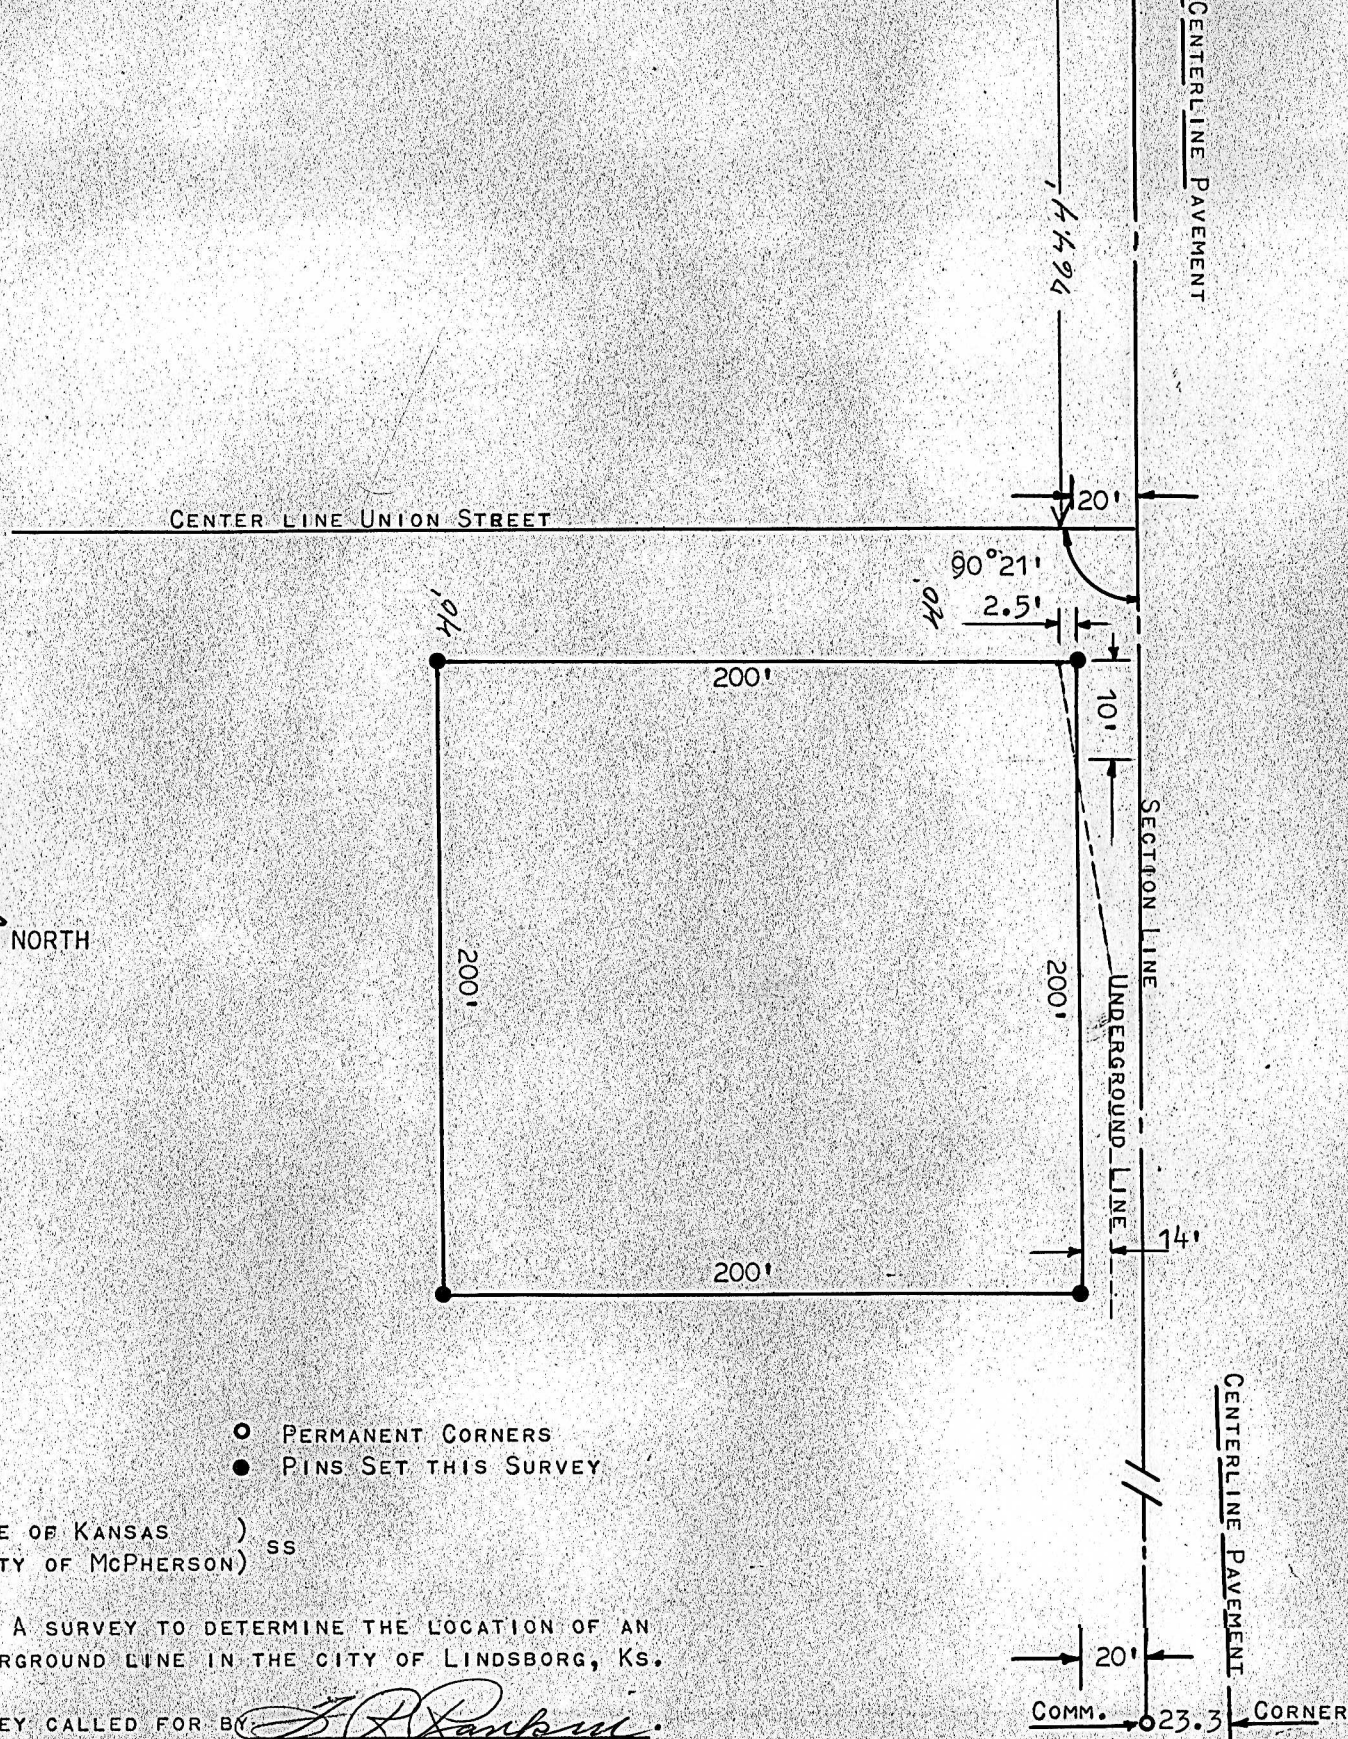 CENTERLINE PAVEMENT
2644'
20'
CENTER LINE UNION STREET
90°21'
2.5'
40'
40'
200'
10'
SECTION LINE
NORTH
200'
200'
UNDERGROUND LINE
14'
200'
CENTERLINE PAVEMENT
PERMANENT CORNERS
PINS SET THIS SURVEY
E OF KANSAS )
TY OF MCPHERSON) SS
A SURVEY TO DETERMINE THE LOCATION OF AN
RGROUND LINE IN THE CITY OF LINDSBORG, KS.
20'
EY CALLED FOR BY
COMM. 23.3 CORNER